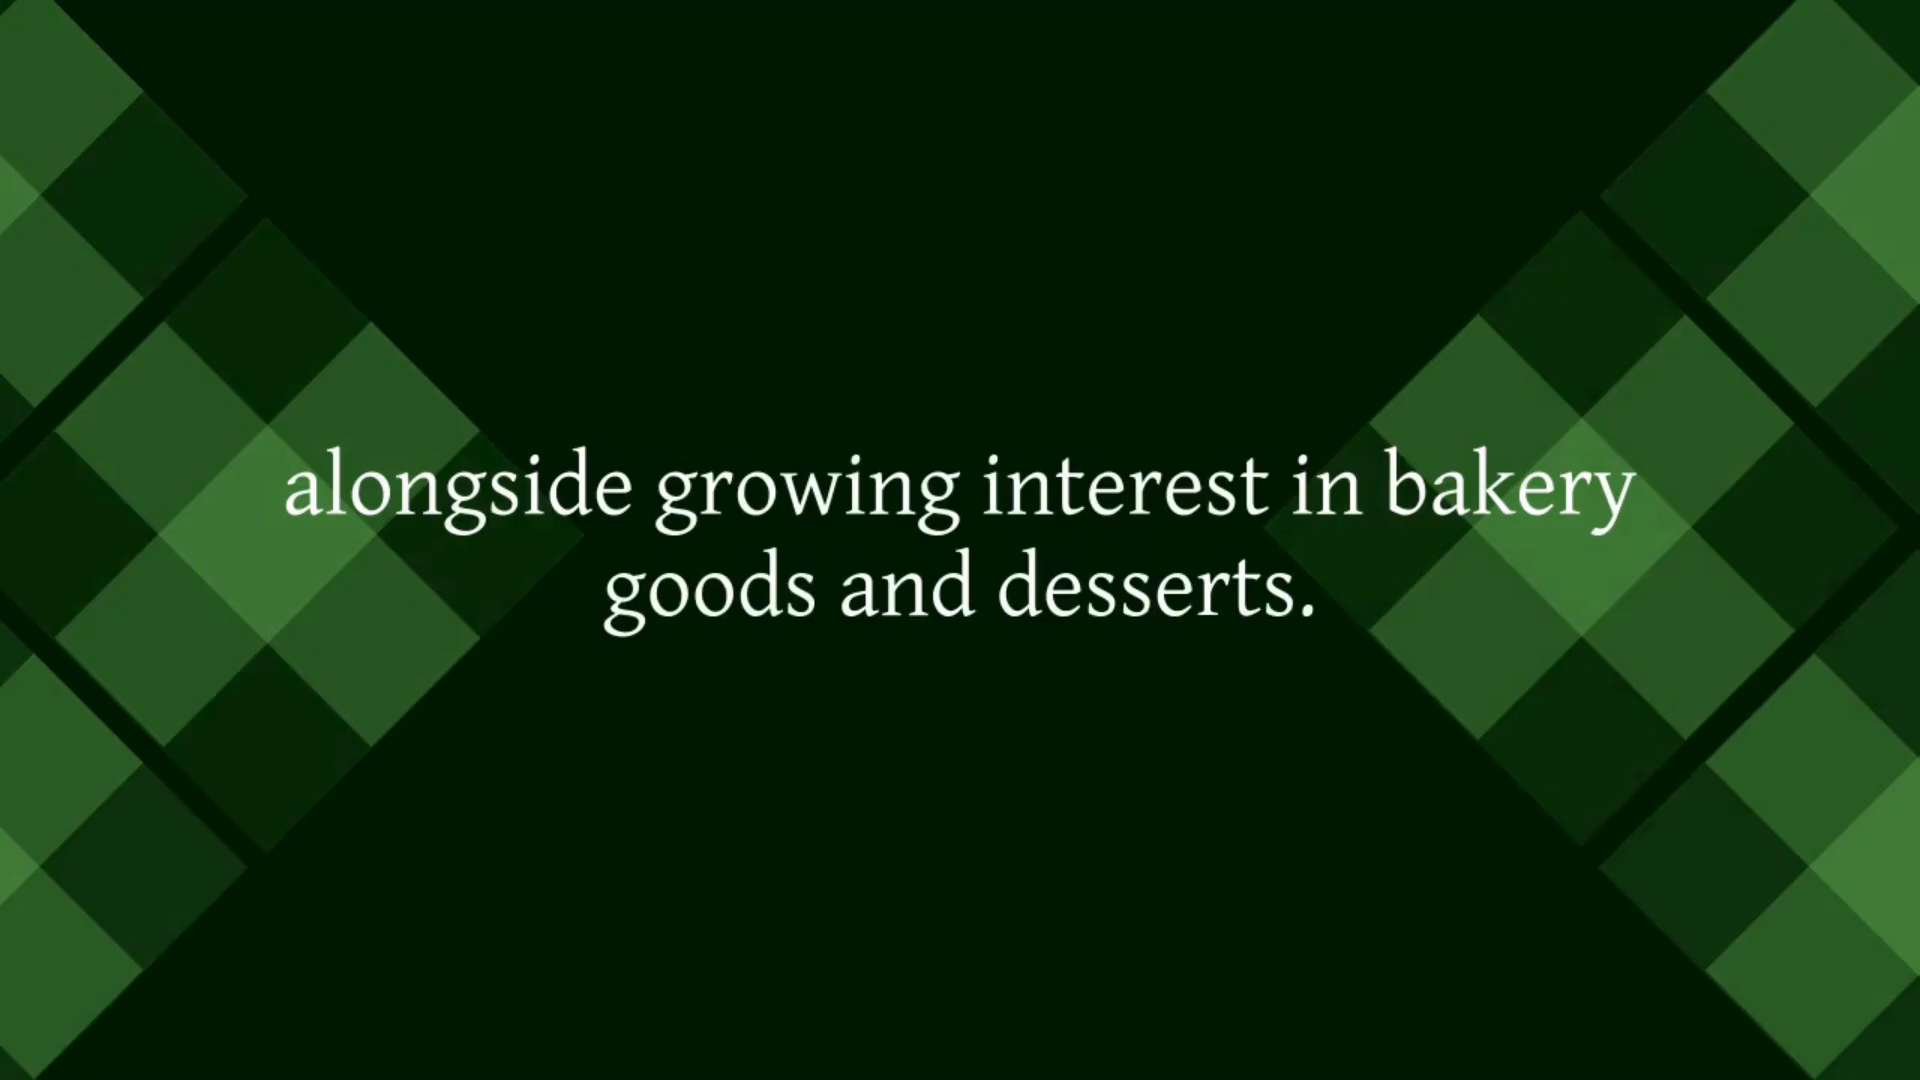 alongside growing interest in bakery
goods and desserts.